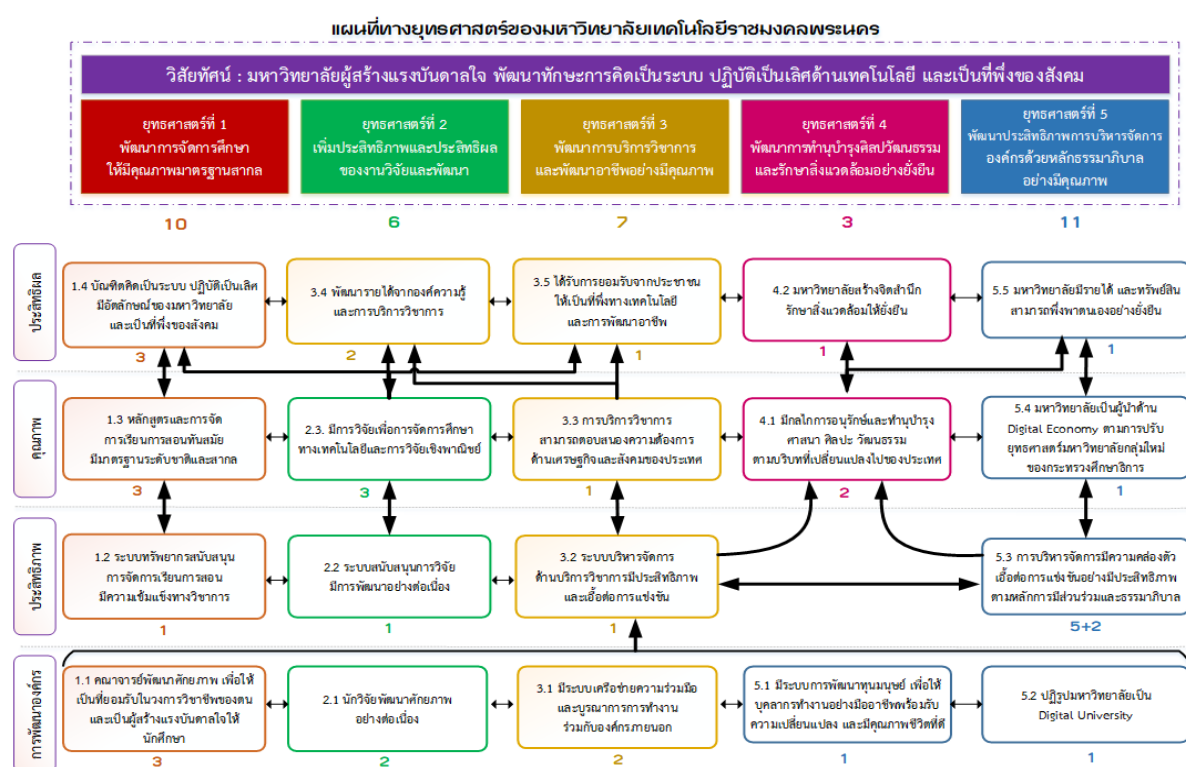 แผนที่ทางยุทธศาสตร์ของมหาวิทยาลัยเทคโนโลยีราชมงคลพระนคร
วิสัยทัศน์ : มหาวิทยาลัยผู้สร้างแรงบันดาลใจ พัฒนาทักษะการคิดเป็นระบบ ปฏิบัติเป็นเลิศด้านเทคโนโลยี และเป็นที่พึ่งของสังคม
ยุทธศาสตร์ที่ 1
พัฒนาการจัดการศึกษา
ให้มีคุณภาพมาตรฐานสากล
ยุทธศาสตร์ที่ 2
เพิ่มประสิทธิภาพและประสิทธิผล
ของงานวิจัยและพัฒนา
ยุทธศาสตร์ที่ 3
พัฒนาการบริการวิชาการ
และพัฒนาอาชีพอย่างมีคุณภาพ
ยุทธศาสตร์ที่ 4
พัฒนาการทำนุบำรุงศิลปวัฒนธรรม
และรักษาสิ่งแวดล้อมอย่างยั่งยืน
ยุทธศาสตร์ที่ 5
พัฒนาประสิทธิภาพการบริหารจัดการ
องค์กรด้วยหลักธรรมาภิบาล
อย่างมีคุณภาพ
10
6
7
3
11
ประสิทธิผล
1.4 บัณฑิตคิดเป็นระบบ ปฏิบัติเป็นเลิศ
มีอัตลักษณ์ของมหาวิทยาลัย
และเป็นที่พึ่งของสังคม
3
3.4 พัฒนารายได้จากองค์ความรู้
และการบริการวิชาการ
2
3.5 ได้รับการยอมรับจากประชาชน
ให้เป็นที่พึ่งทางเทคโนโลยี
และการพัฒนาอาชีพ
1
4.2 มหาวิทยาลัยสร้างจิตสำนึก
รักษาสิ่งแวดล้อมให้ยั่งยืน
1
5.5 มหาวิทยาลัยมีรายได้ และทรัพย์สิน
สามารถพึ่งพาตนเองอย่างยั่งยืน
1
คุณภาพ
1.3 หลักสูตรและการจัด
การเรียนการสอนทันสมัย
มีมาตรฐานระดับชาติและสากล
3
2.3. มีการวิจัยเพื่อการจัดการศึกษา
ทางเทคโนโลยีและการวิจัยเชิงพาณิชย์
3
3.3 การบริการวิชาการ
สามารถตอบสนองความต้องการ
ด้านเศรษฐกิจและสังคมของประเทศ
1
4.1 มีกลไกการอนุรักษ์และทำนุบำรุง
ศาสนา ศิลปะ วัฒนธรรม
ตามบริบทที่เปลี่ยนแปลงไปของประเทศ
2
5.4 มหาวิทยาลัยเป็นผู้นำด้าน
Digital Economy ตามการปรับ
ยุทธศาสตร์มหาวิทยาลัยกลุ่มใหม่
ของกระทรวงศึกษาธิการ
1
ประสิทธิภาพ
1.2 ระบบทรัพยากรสนับสนุน
การจัดการเรียนการสอน
มีความเข้มแข็งทางวิชาการ
1
2.2 ระบบสนับสนุนการวิจัย
มีการพัฒนาอย่างต่อเนื่อง
1
3.2 ระบบบริหารจัดการ
ด้านบริการวิชาการมีประสิทธิภาพ
และเอื้อต่อการแข่งขัน
1
5.3 การบริหารจัดการมีความคล่องตัว
เอื้อต่อการแข่งขันอย่างมีประสิทธิภาพ
ตามหลักการมีส่วนร่วมและธรรมาภิบาล
5+2
การพัฒนาองค์กร
1.1 คณาจารย์พัฒนาศักยภาพ เพื่อให้
เป็นที่ยอมรับในวงการวิชาชีพของตน
และเป็นผู้สร้างแรงบันดาลใจให้
นักศึกษา
3
2.1 นักวิจัยพัฒนาศักยภาพ
อย่างต่อเนื่อง
2
3.1 มีระบบเครือข่ายความร่วมมือ
และบูรณาการการทำงาน
ร่วมกับองค์กรภายนอก
2
5.1 มีระบบการพัฒนาทุนมนุษย์ เพื่อให้
บุคลากรทำงานอย่างมืออาชีพพร้อมรับ
ความเปลี่ยนแปลง และมีคุณภาพชีวิตที่ดี
1
5.2 ปฏิรูปมหาวิทยาลัยเป็น
Digital University
1